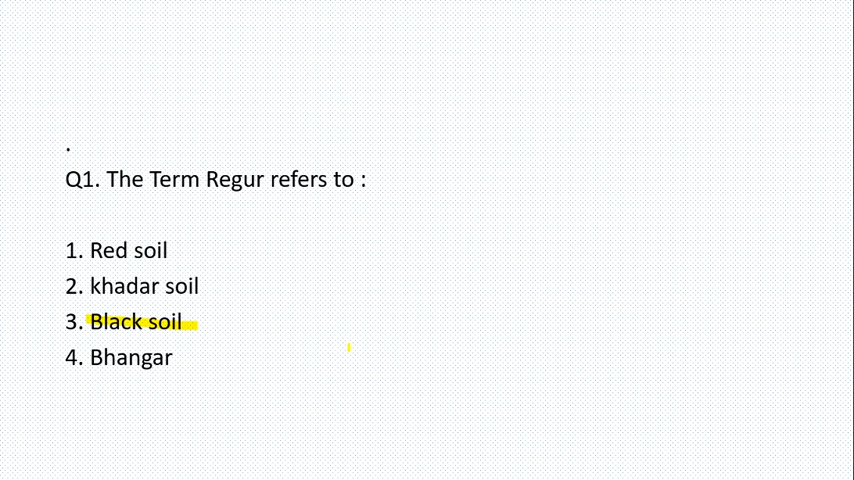 .
Q1. The Term Regur refers to :
1. Red soil
2. khadar soil
3. Black soil
4. Bhangar